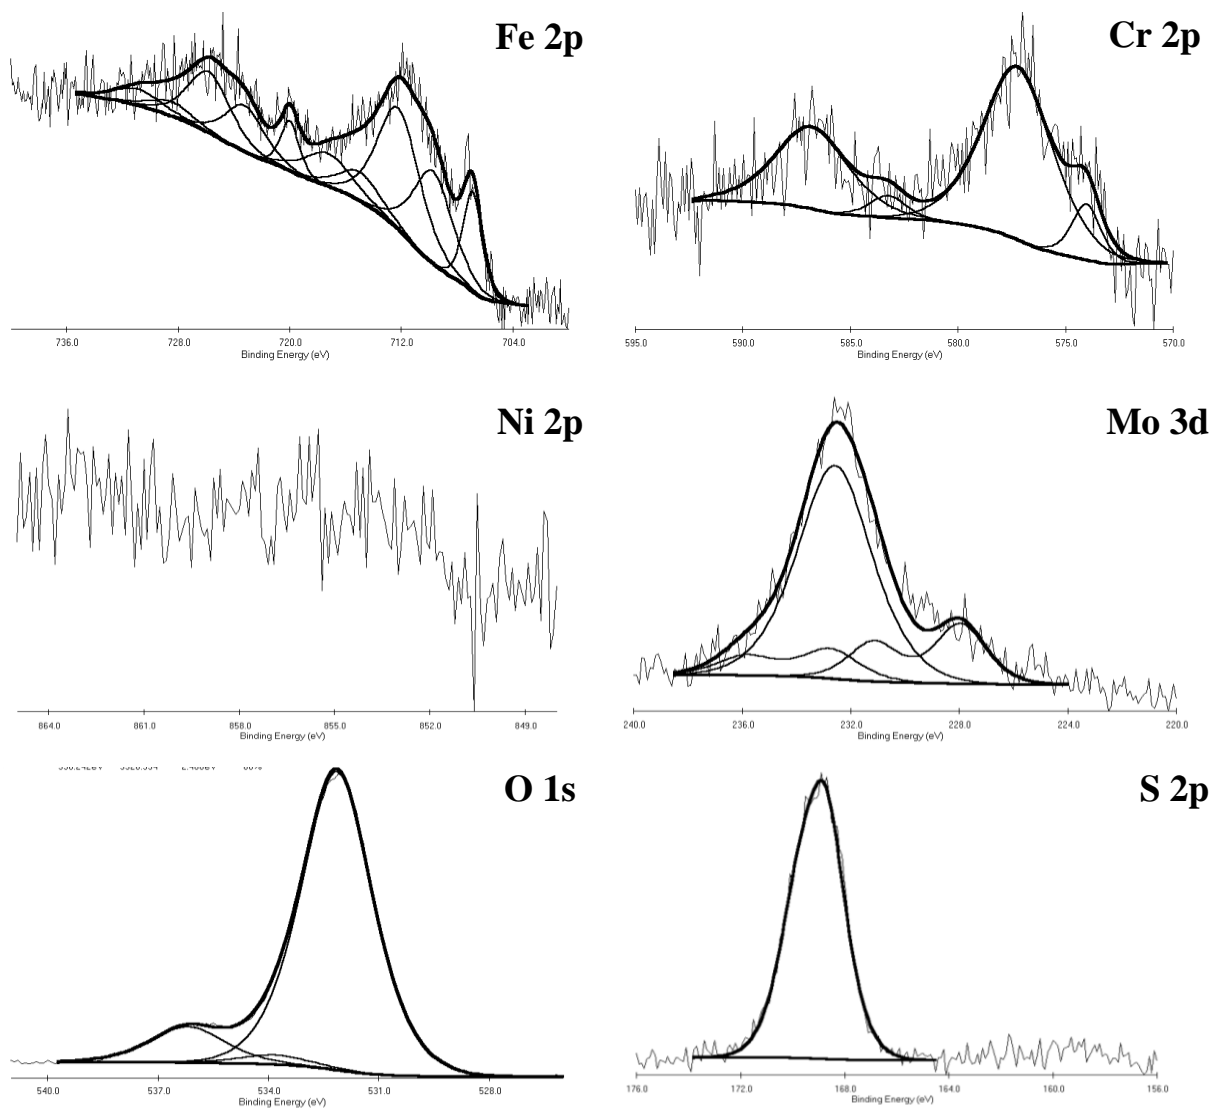 Fe 2p
736.0 728.0 720.0 712.0 704.0
Binding Energy (eV)
Cr 2p
595.0 590.0 585.0 580.0 575.0 570.0
Binding Energy (eV)
Ni 2p
864.0 861.0 858.0 855.0 852.0 849.0
Binding Energy (eV)
Mo 3d
240.0 236.0 232.0 228.0 224.0 220.0
Binding Energy (eV)
O 1s
540.0 537.0 534.0 531.0 528.0
Binding Energy (eV)
S 2p
176.0 172.0 168.0 164.0 160.0 156.0
Binding Energy (eV)